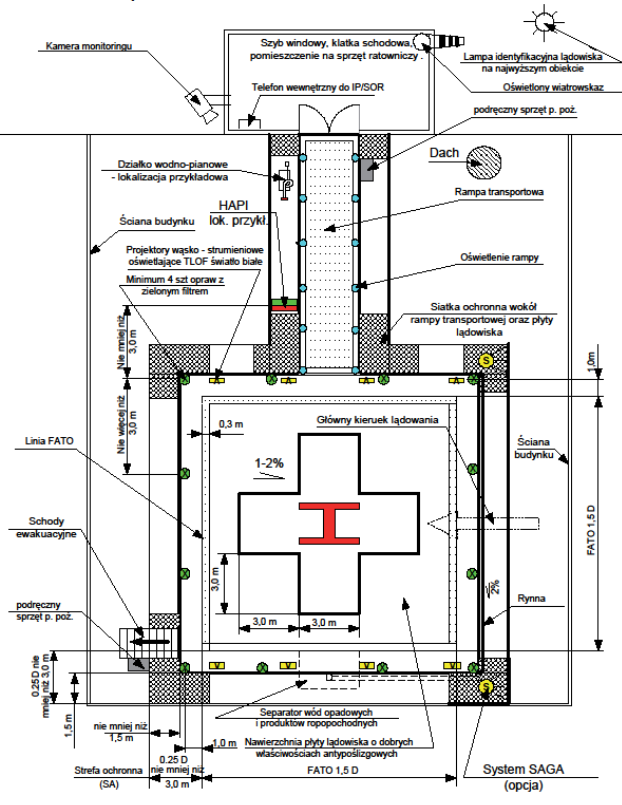 Kamera monitoringu
Szyb windowy, klatka schodowa,
pomieszczenie na sprzęt ratowniczy .
Lampa identyfikacyjna lądowiska
na najwyższym obiekcie
Oświetlony wiatrowskaz
Telefon wewnętrzny do IP/SOR
podręczny sprzęt p. poż.
Działko wodno-pianowe
- lokalizacja przykładowa
Dach
HAPI
lok. przykł.
Rampa transportowa
Ściana budynku
Projektory wąsko - strumieniowe
oświetlające TLOF światło białe
Oświetlenie rampy
Minimum 4 szt opraw z
zielonym filtrem
Siatka ochronna wokół
rampy transportowej oraz płyty
lądowiska
Nie mniej niż
3,0 m
S
1,0m
A A A A
Nie więcej niż
3,0 m
0,3 m
Główny kieruek lądowania
Linia FATO
1-2%
Ściana
budynku
H
FATO 1,5 D
Schody
ewakuacyjne
3,0 m
2%
Rynna
podręczny
sprzęt p. poż.
3,0 m
3,0 m
0.25 D nie
mniej niż 3,0 m
V V V V
S
1,5 m
Separator wód opadowych
i produktów ropopochodnych
nie mniej niż
1,5 m
1,0 m
Nawierzchnia płyty lądowiska o dobrych
właściwościach antypoślizgowych
0.25 D
Strefa ochronna
(SA)
nie mniej niż
3,0 m
FATO 1,5 D
System SAGA
(opcja)